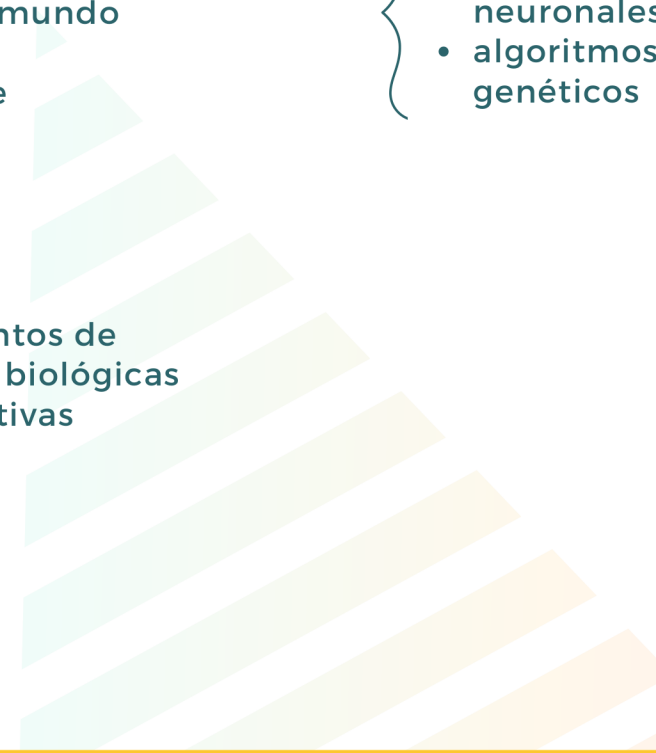 mundo
e
neuronales
• algoritmos
genéticos
ntos de
biológicas
tivas